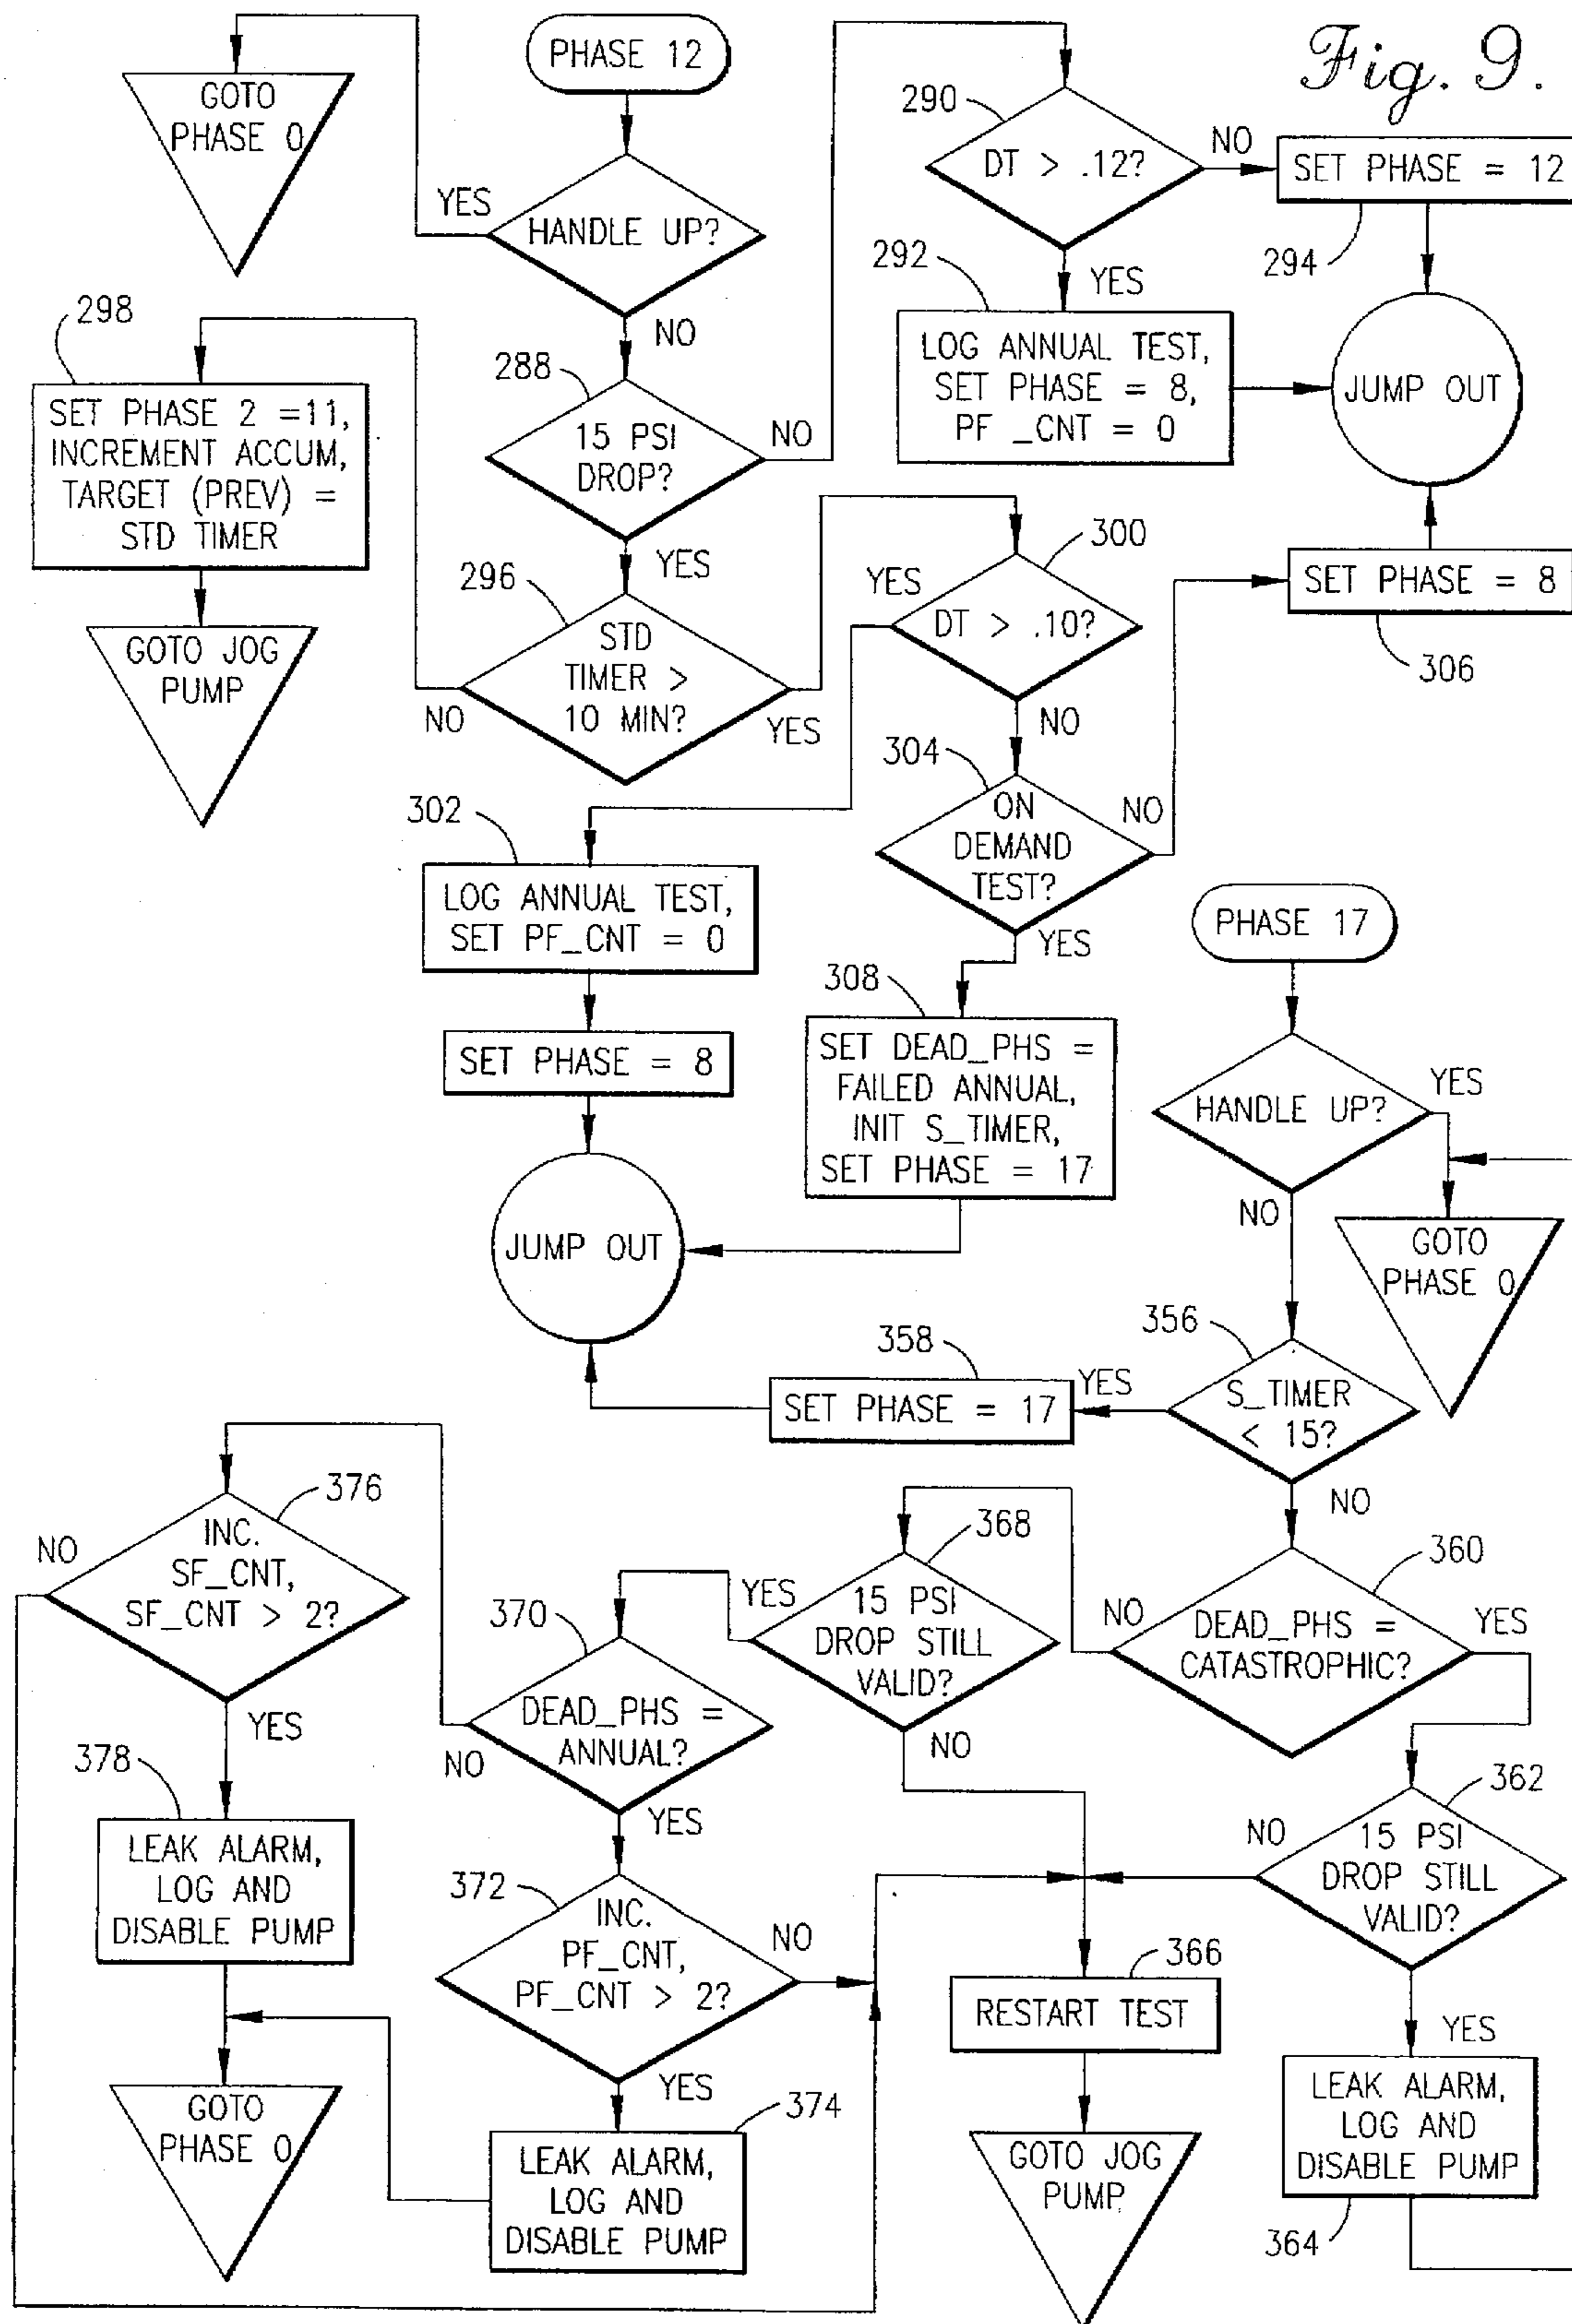 Fig. 9.
PHASE 12
GOTO
PHASE 0
YES
HANDLE UP?
NO
290
DT > .12?
NO
SET PHASE = 12
294
292
YES
LOG ANNUAL TEST,
SET PHASE = 8,
PF _CNT = 0
JUMP OUT
298
SET PHASE 2 =11,
INCREMENT ACCUM,
TARGET (PREV) =
STD TIMER
GOTO JOG
PUMP
288
15 PSI
DROP?
NO
YES
296
STD
TIMER >
10 MIN?
NO
YES
300
YES
DT > .10?
NO
SET PHASE = 8
306
304
ON
DEMAND
TEST?
NO
YES
302
LOG ANNUAL TEST,
SET PF_CNT = 0
SET PHASE = 8
308
SET DEAD_PHS =
FAILED ANNUAL,
INIT S_TIMER,
SET PHASE = 17
JUMP OUT
PHASE 17
HANDLE UP?
YES
NO
GOTO
PHASE 0
356
S_TIMER
< 15?
YES
NO
358
SET PHASE = 17
360
DEAD_PHS =
CATASTROPHIC?
NO
YES
368
15 PSI
DROP STILL
VALID?
YES
NO
370
DEAD_PHS =
ANNUAL?
NO
YES
376
INC.
SF_CNT,
SF_CNT > 2?
NO
YES
378
LEAK ALARM,
LOG AND
DISABLE PUMP
GOTO
PHASE 0
372
INC.
PF_CNT,
PF_CNT > 2?
NO
YES
374
LEAK ALARM,
LOG AND
DISABLE PUMP
362
15 PSI
DROP STILL
VALID?
NO
YES
366
RESTART TEST
GOTO JOG
PUMP
LEAK ALARM,
LOG AND
DISABLE PUMP
364